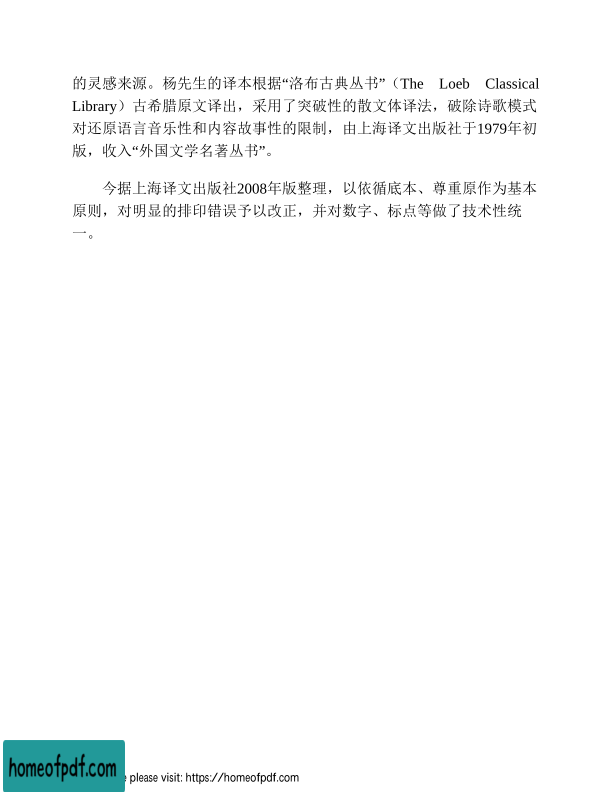 的灵感来源。杨先生的译本根据“洛布古典丛书”（The Loeb Classical
Library）古希腊原文译出，采用了突破性的散文体译法，破除诗歌模式
对还原语言音乐性和内容故事性的限制，由上海译文出版社于1979年初
版，收入“外国文学名著丛书”。
今据上海译文出版社2008年版整理，以依循底本、尊重原作为基本
原则，对明显的排印错误予以改正，并对数字、标点等做了技术性统
一。
homeofpdf.com
e please visit: https://homeofpdf.com